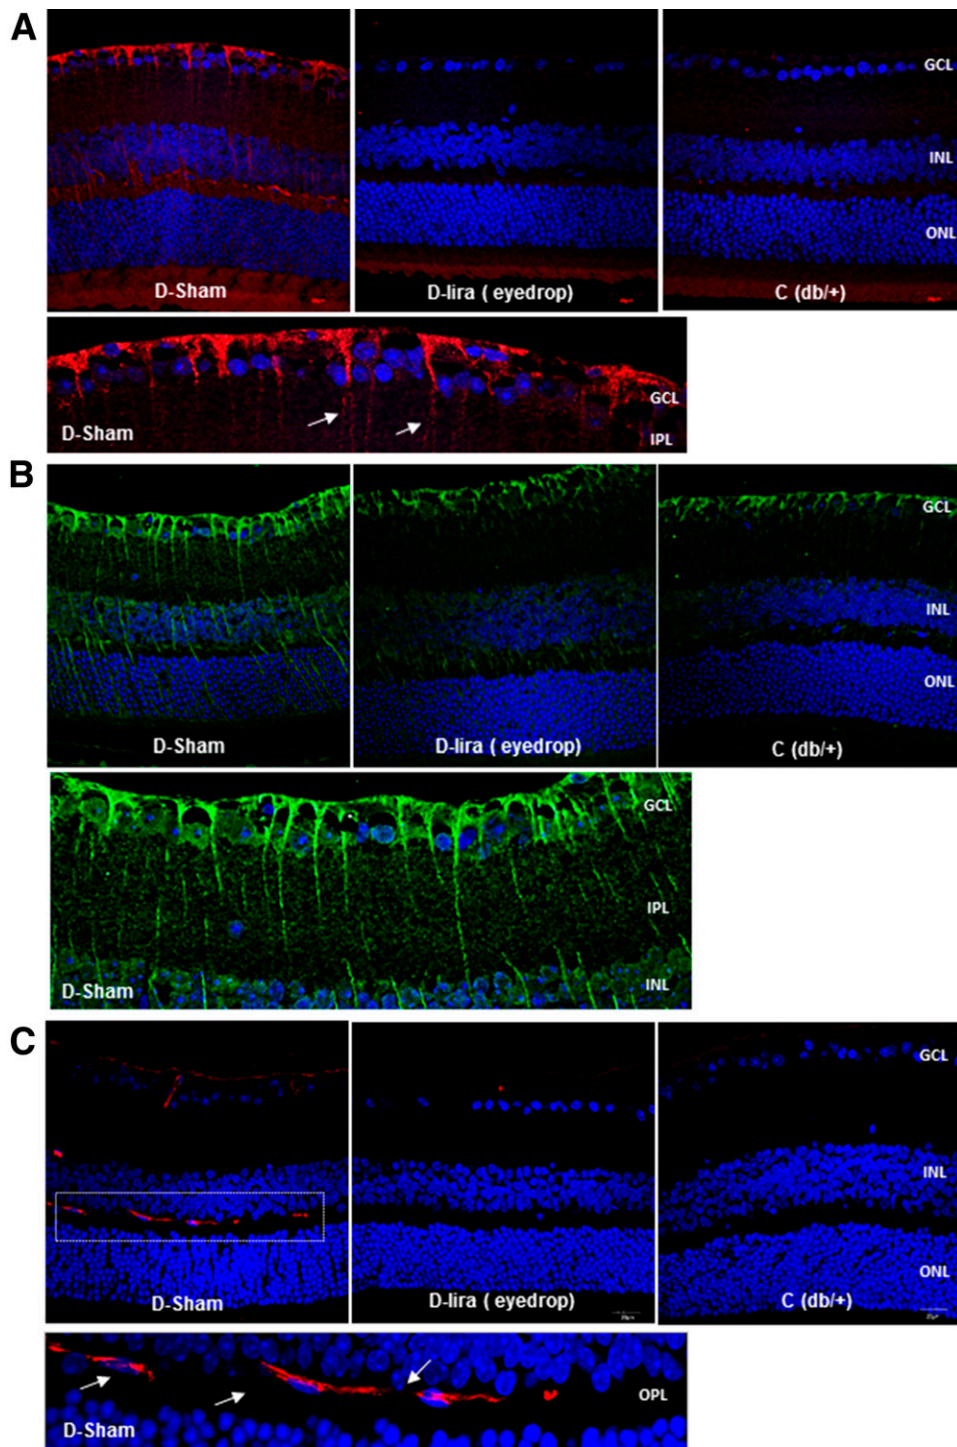 A
GCL
INL
ONL
D-Sham
D-lira ( eyedrop)
C (db/+)
GCL
D-Sham
IPL
B
GCL
INL
ONL
D-Sham
D-lira ( eyedrop)
C (db/+)
GCL
IPL
D-Sham
INL
C
GCL
INL
ONL
D-Sham
D-lira ( eyedrop)
C (db/+)
OPL
D-Sham